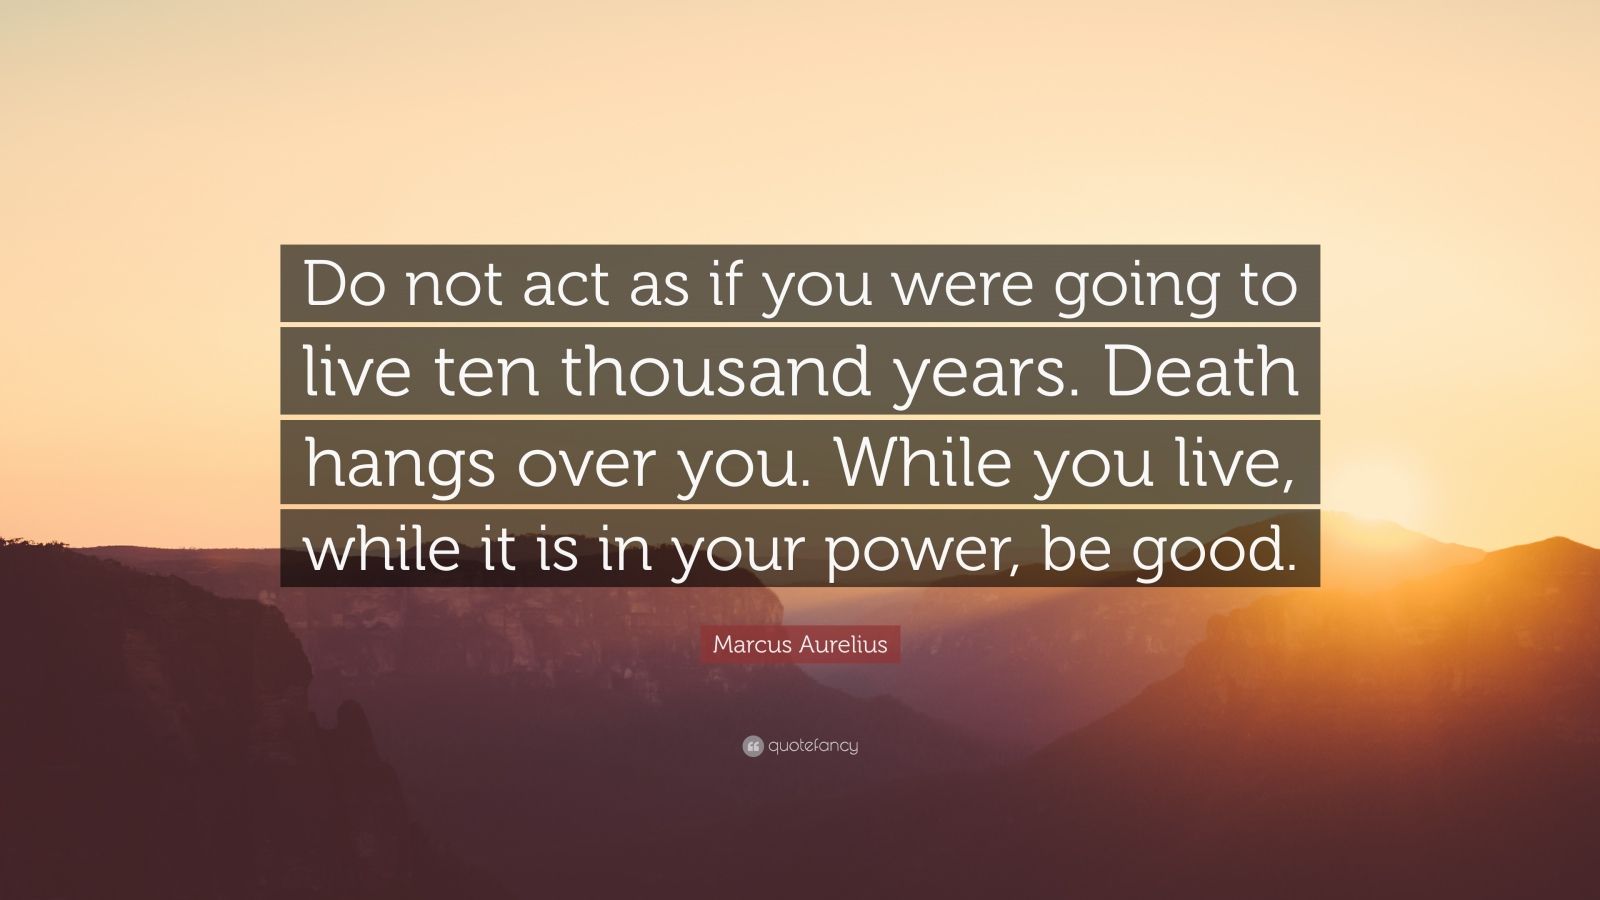 Do not act as if you were going to
live ten thousand years. Death
hangs over you. While you live,
while it is in your power, be good.
Marcus Aurelius
quotefancy